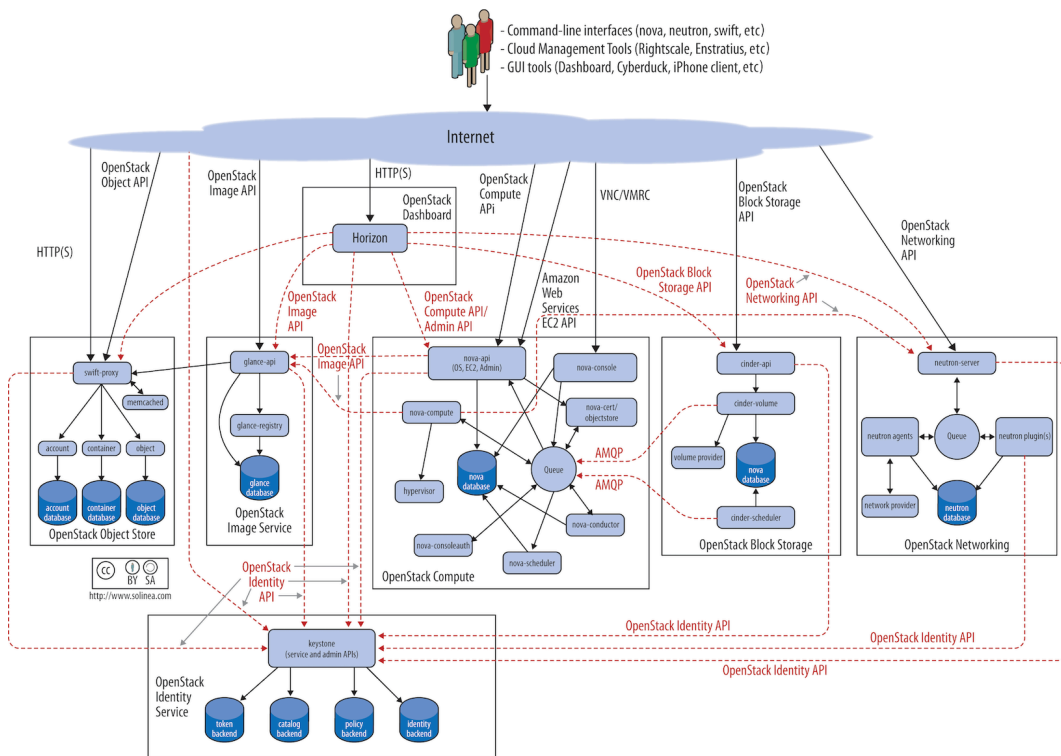 - Command-line interfaces (nova, neutron, swift, etc)
- Cloud Management Tools (Rightscale, Enstratius, etc)
- GUI tools (Dashboard, Cyberduck, iPhone client, etc)
Internet
OpenStack
Object API
OpenStack
Image API
HTTP(S)
OpenStack
Compute
APi
VNC/VMRC
OpenStack
Block Storage
API
OpenStack
Networking
API
HTTP(S)
OpenStack
Dashboard
Horizon
OpenStack
Image
API
OpenStack
Compute API/
Admin API
Amazon
Web
Services
EC2 API
OpenStack Block
Storage API
OpenStack
Networking API
OpenStack
Image API
swift-proxy
memcached
account
container
object
account
database
container
database
object
database
OpenStack Object Store
glance-api
glance-registry
glance
database
OpenStack
Image Service
nova-api
(OS, EC2, Admin)
nova-console
nova-compute
nova-cert/
objectstore
hypervisor
nova
database
Queue
nova-conductor
nova-consoleauth
nova-scheduler
OpenStack Compute
AMQP
AMQP
cinder-api
cinder-volume
volume provider
nova
database
cinder-scheduler
OpenStack Block Storage
neutron-server
neutron agents
Queue
neutron plugin(s)
network provider
neutron
database
OpenStack Networking
cc
BY SA
http://www.solinea.com
OpenStack
Identity
API
OpenStack Identity API
OpenStack Identity API
OpenStack Identity API
keystone
(service and admin APIs)
OpenStack
Identity
Service
token
backend
catalog
backend
policy
backend
identity
backend